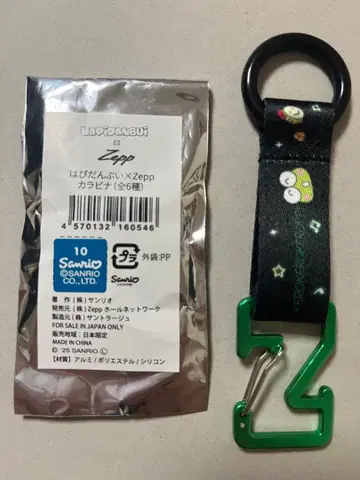 HAPIDANBUI
×
Zepp
はぴだんぶい×Zepp
カラビナ(全6種)
4 570132 160546
10
Sanrio
©SANRIO
CO., LTD.
プラ
Sanrio
外袋:PP
著 作 (株) サンリオ
発売元 (株) Zepp ホールネットワーク
製造元 (株) サントラージュ
FOR SALE IN JAPAN ONLY
販売地域:日本限定
MADE IN CHINA
© '25 SANRIO Ⓛ
【材質】アルミ/ポリエステル/シリコン
KEROKEROKEROPPI